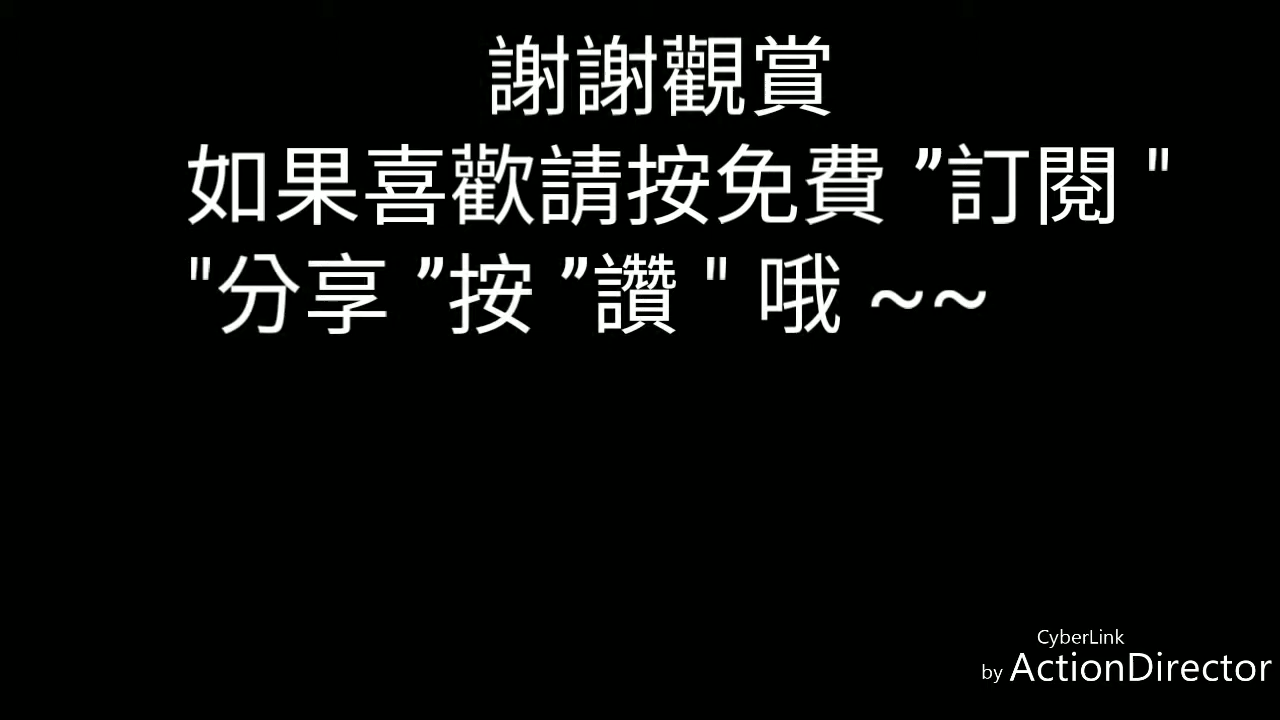 謝謝觀賞
如果喜歡請按免費 ”訂閱 "
"分享 ”按 ”讚 " 哦 ~~
CyberLink
by ActionDirector